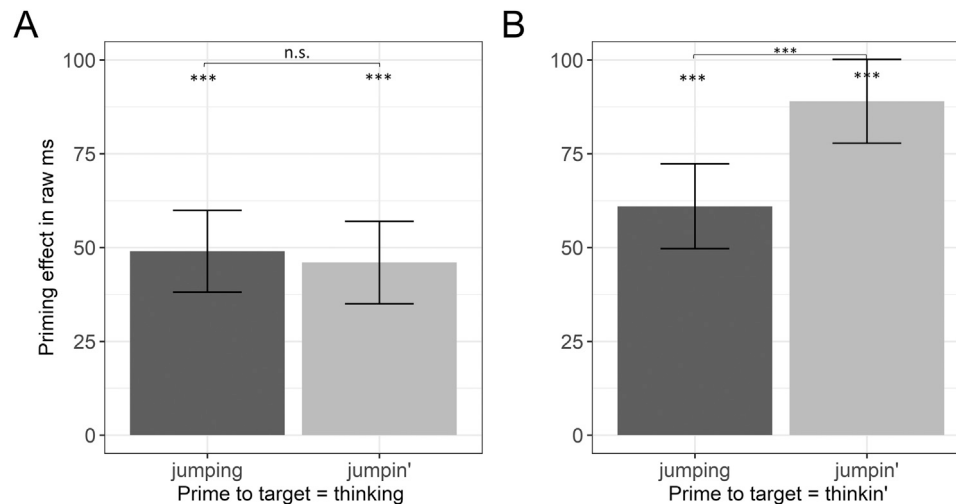 A
B
Priming effect in raw ms
100
75
50
25
0
n.s.
***
***
jumping
jumpin'
Prime to target = thinking
100
75
50
25
0
***
***
***
jumping
jumpin'
Prime to target = thinkin'